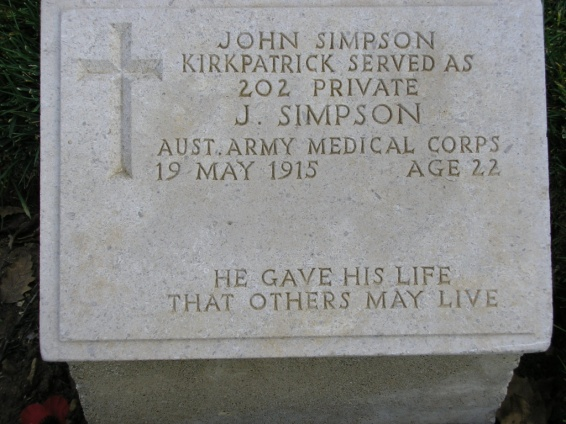 JOHN SIMPSON
KIRKPATRICK SERVED AS
202 PRIVATE
J. SIMPSON
AUST. ARMY MEDICAL CORPS
19 MAY 1915 AGE 22
HE GAVE HIS LIFE
THAT OTHERS MAY LIVE